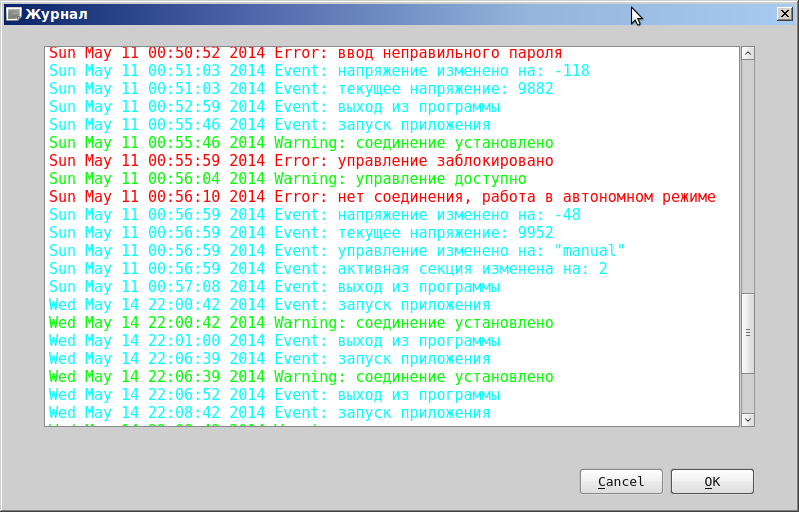 Журнал
Sun May 11 00:50:52 2014 Error: ввод неправильного пароля
Sun May 11 00:51:03 2014 Event: напряжение изменено на: -118
Sun May 11 00:51:03 2014 Event: текущее напряжение: 9882
Sun May 11 00:52:59 2014 Event: выход из программы
Sun May 11 00:55:46 2014 Event: запуск приложения
Sun May 11 00:55:46 2014 Warning: соединение установлено
Sun May 11 00:55:59 2014 Error: управление заблокировано
Sun May 11 00:56:04 2014 Warning: управление доступно
Sun May 11 00:56:10 2014 Error: нет соединения, работа в автономном режиме
Sun May 11 00:56:59 2014 Event: напряжение изменено на: -48
Sun May 11 00:56:59 2014 Event: текущее напряжение: 9952
Sun May 11 00:56:59 2014 Event: управление изменено на: "manual"
Sun May 11 00:56:59 2014 Event: активная секция изменена на: 2
Sun May 11 00:57:08 2014 Event: выход из программы
Wed May 14 22:00:42 2014 Event: запуск приложения
Wed May 14 22:00:42 2014 Warning: соединение установлено
Wed May 14 22:01:00 2014 Event: выход из программы
Wed May 14 22:06:39 2014 Event: запуск приложения
Wed May 14 22:06:39 2014 Warning: соединение установлено
Wed May 14 22:06:52 2014 Event: выход из программы
Wed May 14 22:08:42 2014 Event: запуск приложения
Cancel OK